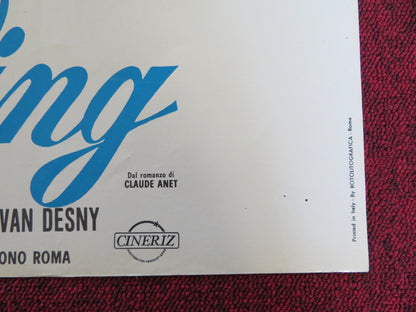 ing
Dal romanzo di
CLAUDE ANET
VAN DESNY
CINERIZ
ONO ROMA
Printed in Italy - By ROTOLITOGRAFICA - Roma